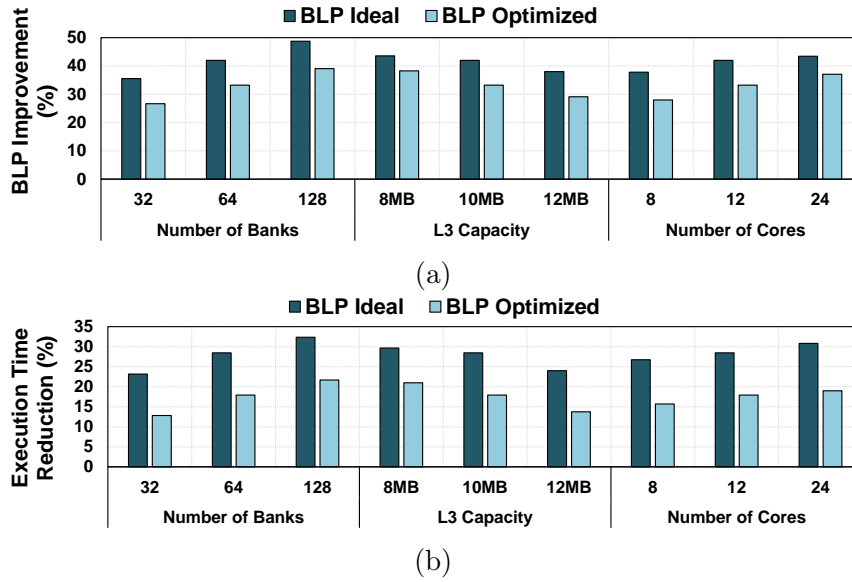 BLP Ideal BLP Optimized
BLP Improvement
(%)
50
40
30
20
10
0
32 64 128 8MB 10MB 12MB 8 12 24
Number of Banks L3 Capacity Number of Cores
(a)
BLP Ideal BLP Optimized
Execution Time
Reduction (%)
35
30
25
20
15
10
5
0
32 64 128 8MB 10MB 12MB 8 12 24
Number of Banks L3 Capacity Number of Cores
(b)